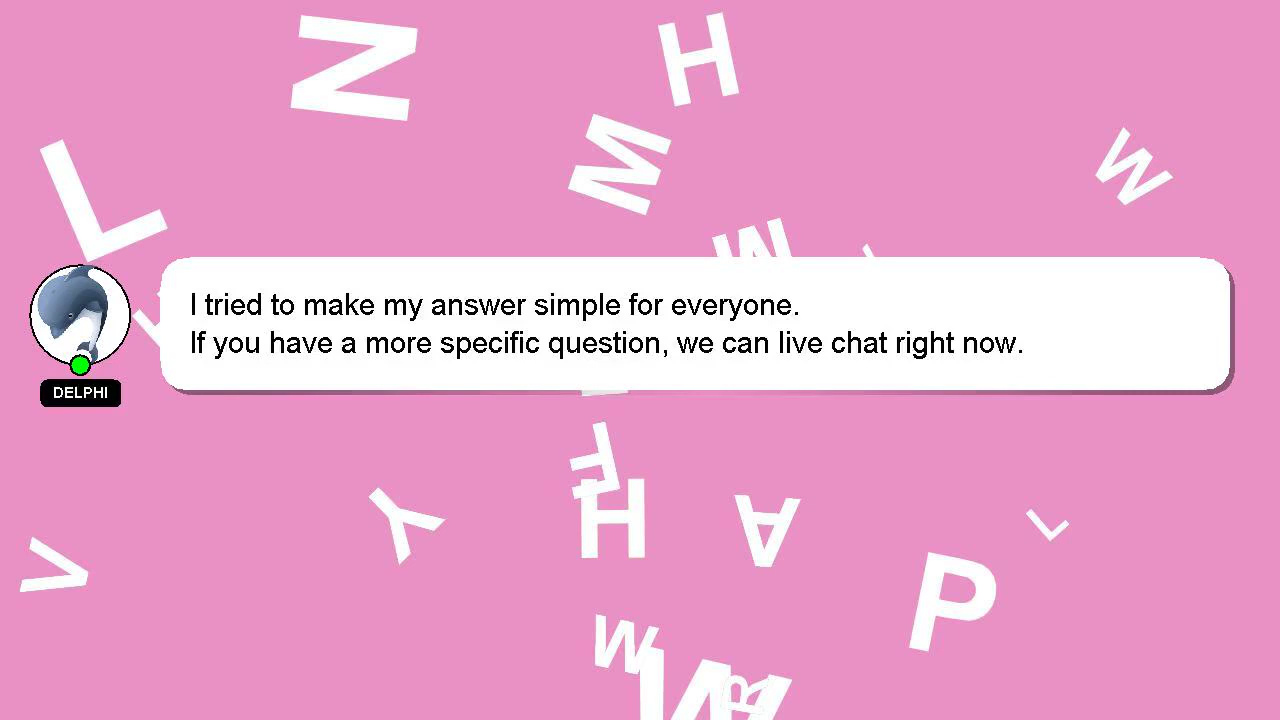 N
H
M
W
L
W
I tried to make my answer simple for everyone.
If you have a more specific question, we can live chat right now.
DELPHI
F
H
A
Y
L
V
P
W
W
R